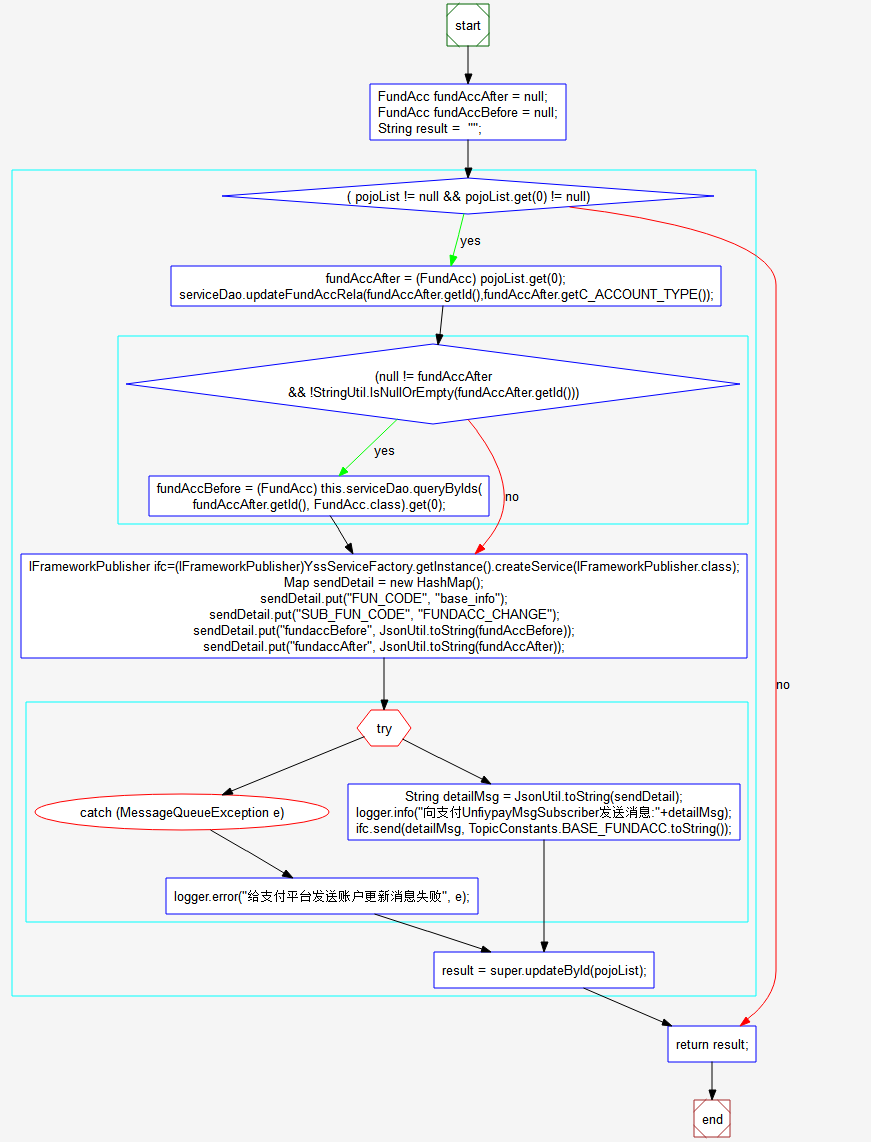 start
FundAcc fundAccAfter = null;
FundAcc fundAccBefore = null;
String result =  "";
( pojoList != null && pojoList.get(0) != null)
yes
fundAccAfter = (FundAcc) pojoList.get(0);
serviceDao.updateFundAccRela(fundAccAfter.getId(),fundAccAfter.getC_ACCOUNT_TYPE());
(null != fundAccAfter
&& !StringUtil.IsNullOrEmpty(fundAccAfter.getId()))
yes
fundAccBefore = (FundAcc) this.serviceDao.queryByIds(
fundAccAfter.getId(), FundAcc.class).get(0);
no
IFrameworkPublisher ifc=(IFrameworkPublisher)YssServiceFactory.getInstance().createService(IFrameworkPublisher.class);
Map sendDetail = new HashMap();
sendDetail.put("FUN_CODE", "base_info");
sendDetail.put("SUB_FUN_CODE", "FUNDACC_CHANGE");
sendDetail.put("fundaccBefore", JsonUtil.toString(fundAccBefore));
sendDetail.put("fundaccAfter", JsonUtil.toString(fundAccAfter));
no
try
catch (MessageQueueException e)
String detailMsg = JsonUtil.toString(sendDetail);
logger.info("向支付UnfiypayMsgSubscriber发送消息:"+detailMsg);
ifc.send(detailMsg, TopicConstants.BASE_FUNDACC.toString());
logger.error("给支付平台发送账户更新消息失败", e);
result = super.updateById(pojoList);
return result;
end